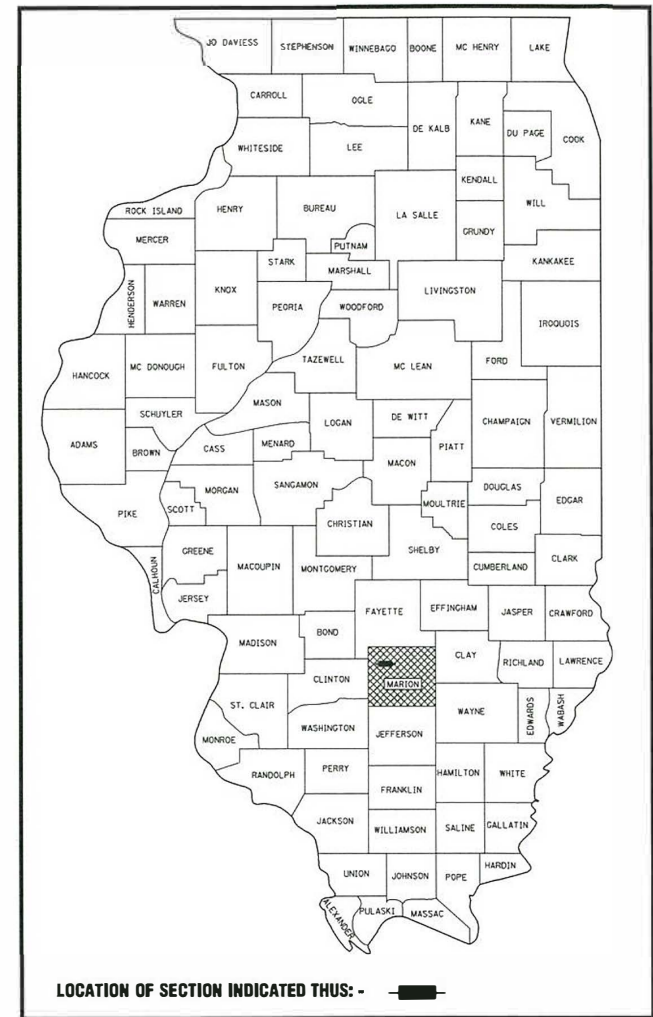 JO DAVIESS
STEPHENSON
WINNEBAGO
BOONE
MC HENRY
LAKE
CARROLL
OGLE
DE KALB
KANE
DU PAGE
COOK
WHITESIDE
LEE
KENDALL
WILL
ROCK ISLAND
HENRY
BUREAU
LA SALLE
GRUNDY
MERCER
PUTNAM
STARK
MARSHALL
KANKAKEE
HENDERSON
WARREN
KNOX
PEORIA
WOODFORD
LIVINGSTON
IROQUOIS
HANCOCK
MC DONOUGH
FULTON
TAZEWELL
MC LEAN
FORD
MASON
SCHUYLER
LOGAN
DE WITT
CHAMPAIGN
VERMILION
ADAMS
BROWN
CASS
MENARD
PIATT
MACON
MORGAN
SANGAMON
DOUGLAS
EDGAR
PIKE
SCOTT
CHRISTIAN
MOULTRIE
COLES
GREENE
SHELBY
CALHOUN
MACOUPIN
MONTGOMERY
CUMBERLAND
CLARK
JERSEY
FAYETTE
EFFINGHAM
JASPER
CRAWFORD
MADISON
BOND
CLAY
RICHLAND
LAWRENCE
CLINTON
MARION
ST. CLAIR
WAYNE
EDWARDS
WABASH
WASHINGTON
JEFFERSON
MONROE
RANDOLPH
PERRY
HAMILTON
WHITE
FRANKLIN
JACKSON
WILLIAMSON
SALINE
GALLATIN
UNION
JOHNSON
POPE
HARDIN
ALEXANDER
PULASKI
MASSAC
LOCATION OF SECTION INDICATED THUS: -